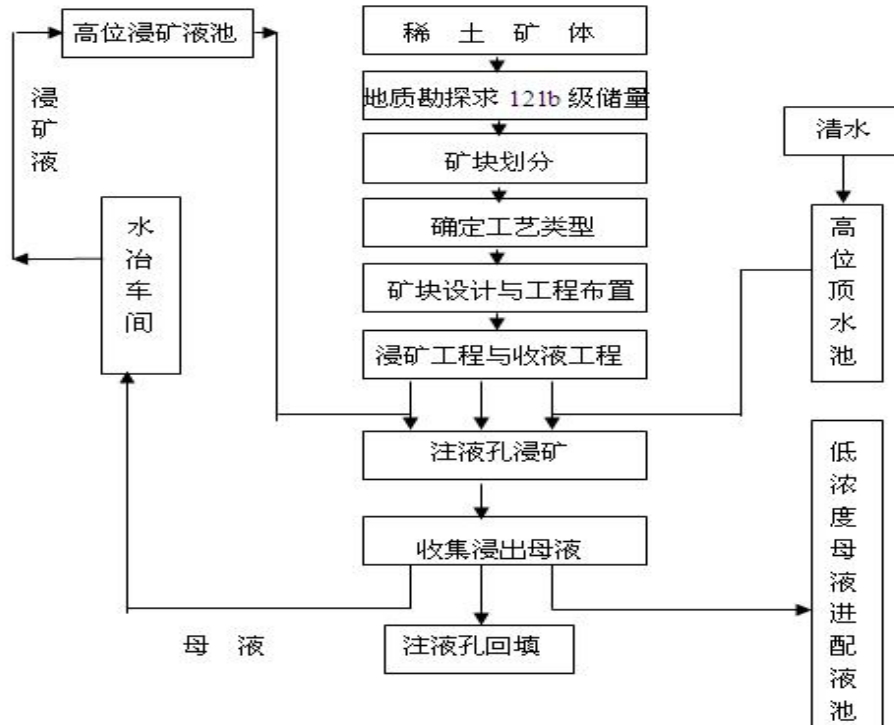 高位浸矿液池
稀土矿体
地质勘探求 121b 级储量
浸矿液
清水
矿块划分
水冶车间
确定工艺类型
高位顶水池
矿块设计与工程布置
浸矿工程与收液工程
注液孔浸矿
低浓度母液进配液池
收集浸出母液
母液
注液孔回填